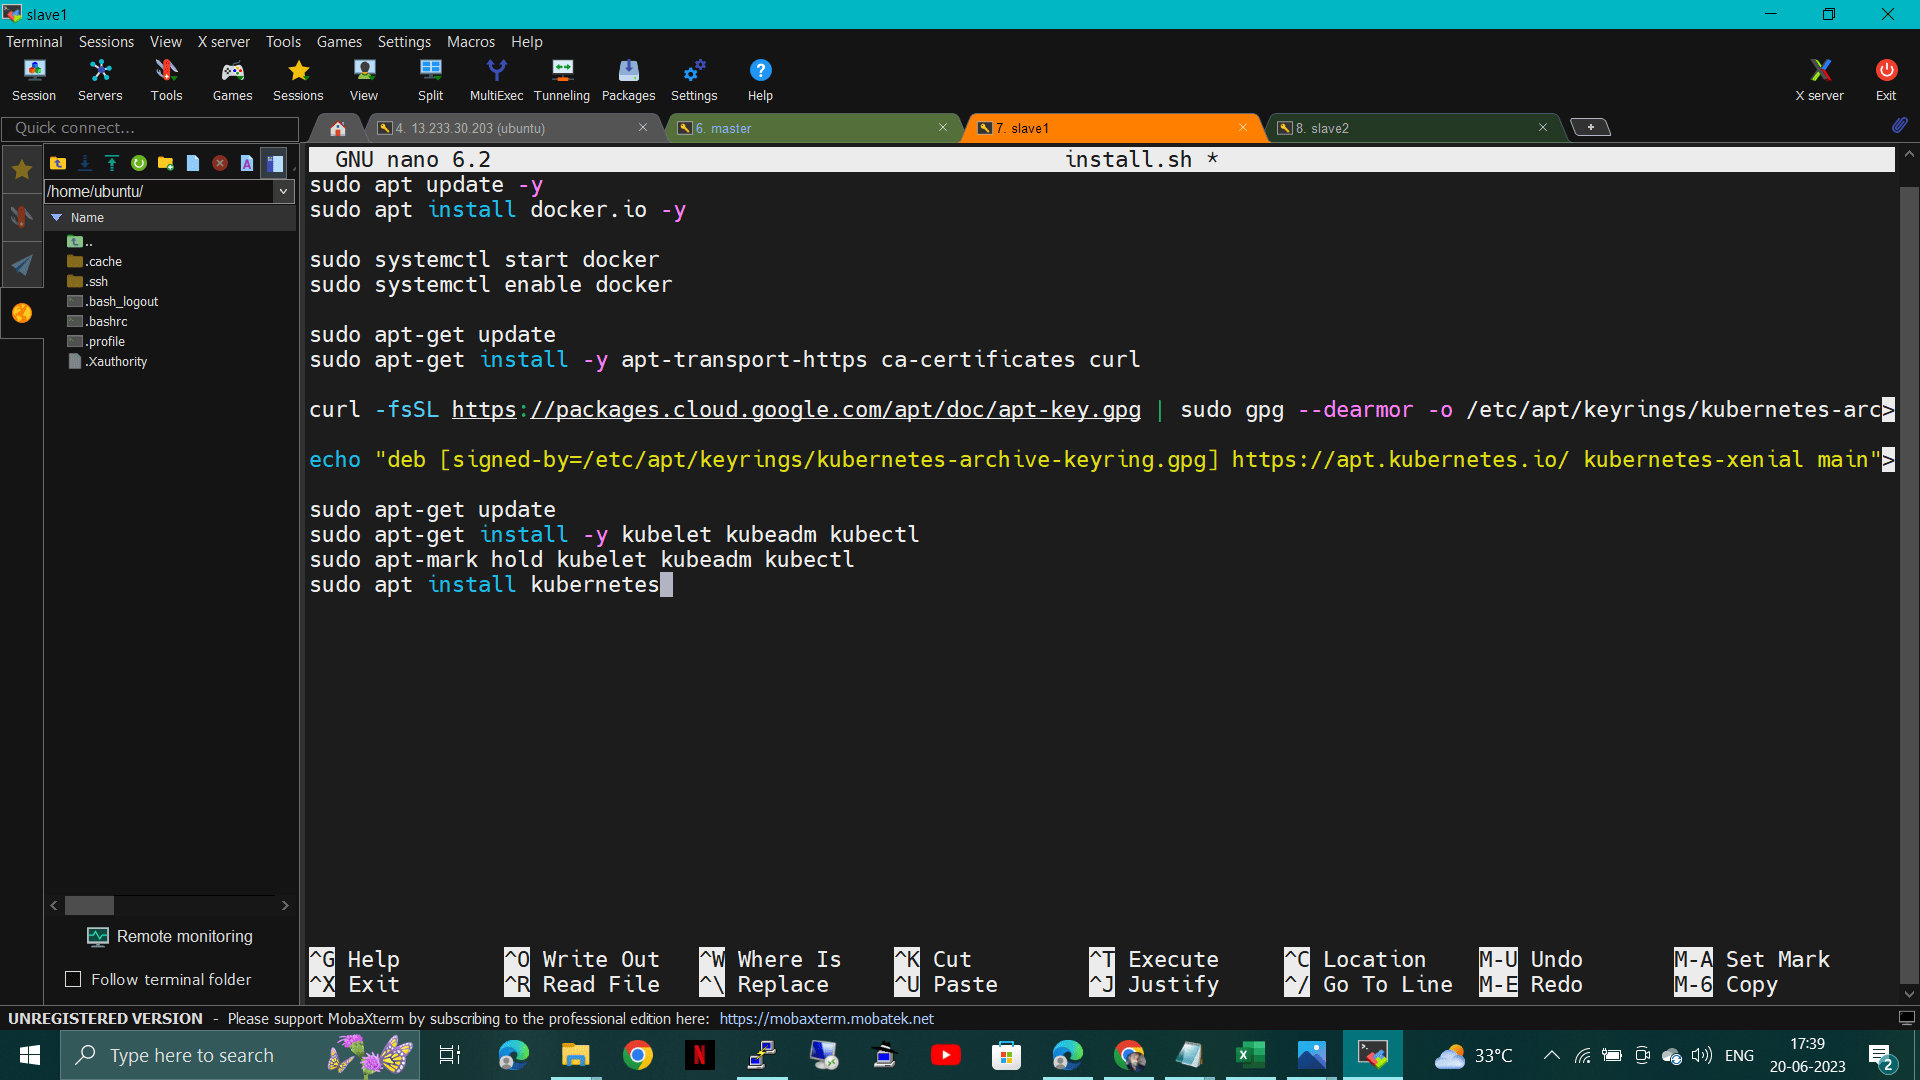 slave1
Terminal Sessions View X server Tools Games Settings Macros Help
Session Servers Tools Games Sessions View Split MultiExec Tunneling Packages Settings Help X server Exit
Quick connect...
4. 13.233.30.203 (ubuntu)
6. master
7. slave1
8. slave2
/home/ubuntu/
Name
..
.cache
.ssh
.bash_logout
.bashrc
.profile
.Xauthority
Remote monitoring
Follow terminal folder
GNU nano 6.2 install.sh *
sudo apt update -y
sudo apt install docker.io -y
sudo systemctl start docker
sudo systemctl enable docker
sudo apt-get update
sudo apt-get install -y apt-transport-https ca-certificates curl
curl -fsSL https://packages.cloud.google.com/apt/doc/apt-key.gpg | sudo gpg --dearmor -o /etc/apt/keyrings/kubernetes-arc>
echo "deb [signed-by=/etc/apt/keyrings/kubernetes-archive-keyring.gpg] https://apt.kubernetes.io/ kubernetes-xenial main">
sudo apt-get update
sudo apt-get install -y kubelet kubeadm kubectl
sudo apt-mark hold kubelet kubeadm kubectl
sudo apt install kubernetes
^G Help ^O Write Out ^W Where Is ^K Cut ^T Execute ^C Location M-U Undo M-A Set Mark
^X Exit ^R Read File ^\ Replace ^U Paste ^J Justify ^/ Go To Line M-E Redo M-6 Copy
UNREGISTERED VERSION - Please support MobaXterm by subscribing to the professional edition here: https://mobaxterm.mobatek.net
Type here to search
33°C
ENG
17:39
20-06-2023
2